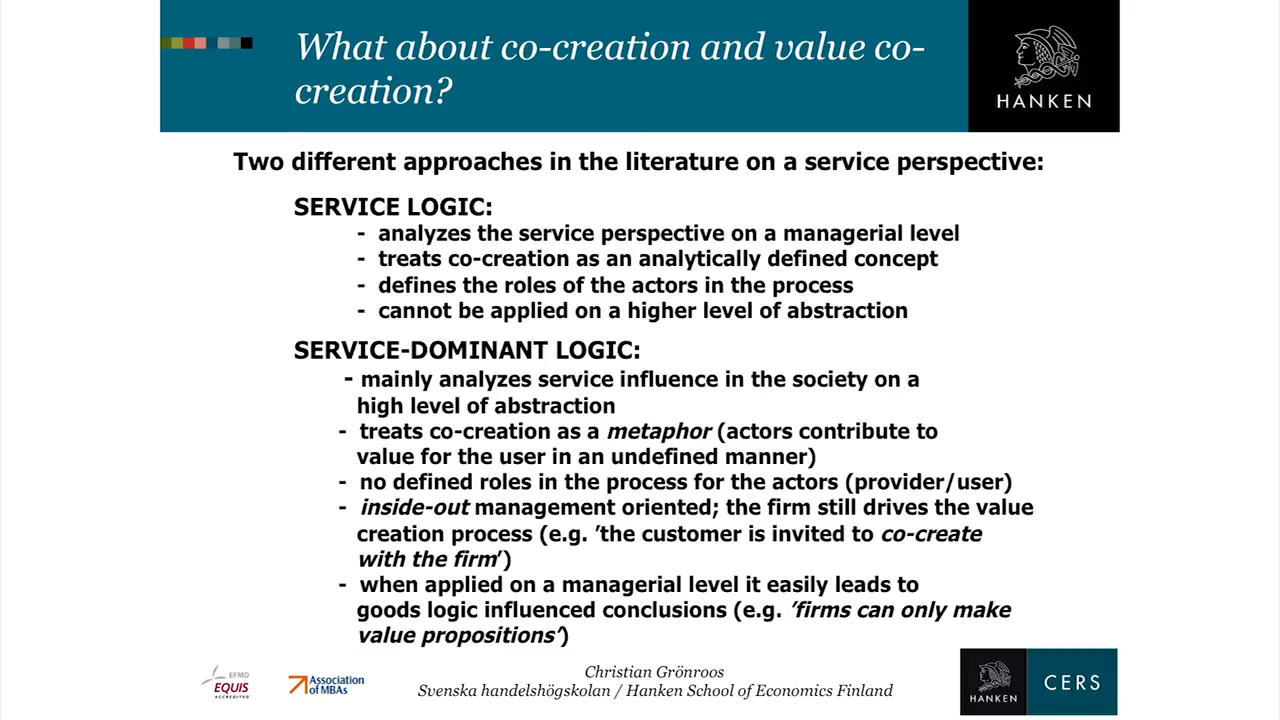 What about co-creation and value co-
creation?
HANKEN
Two different approaches in the literature on a service perspective:
SERVICE LOGIC:
- analyzes the service perspective on a managerial level
- treats co-creation as an analytically defined concept
- defines the roles of the actors in the process
- cannot be applied on a higher level of abstraction
SERVICE-DOMINANT LOGIC:
- mainly analyzes service influence in the society on a
high level of abstraction
- treats co-creation as a metaphor (actors contribute to
value for the user in an undefined manner)
- no defined roles in the process for the actors (provider/user)
- inside-out management oriented; the firm still drives the value
creation process (e.g. ’the customer is invited to co-create
with the firm’)
- when applied on a managerial level it easily leads to
goods logic influenced conclusions (e.g. ’firms can only make
value propositions’)
EFMD
EQUIS
ACCREDITED
Association
of MBAs
Christian Grönroos
Svenska handelshögskolan / Hanken School of Economics Finland
HANKEN
CERS